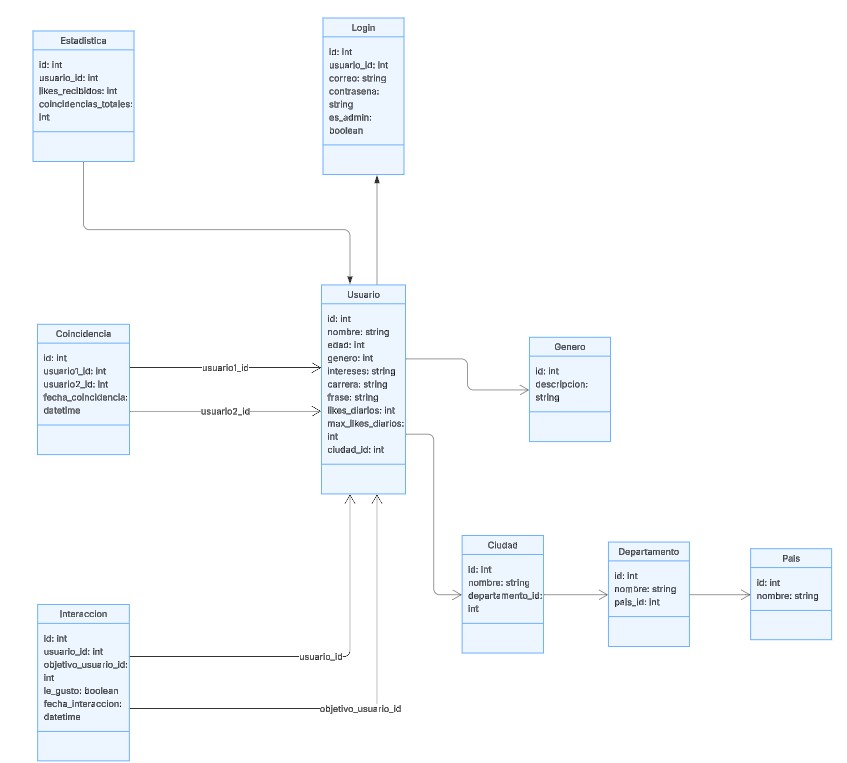 Estadistica
id: int
usuario_id: int
likes_recibidos: int
coincidencias_totales:
int
Login
id: int
usuario_id: int
correo: string
contrasena:
string
es_admin:
boolean
Coincidencia
id: int
usuario1_id: int
usuario2_id: int
fecha_coincidencia:
datetime
usuario1_id
usuario2_id
Usuario
id: int
nombre: string
edad: int
genero: int
intereses: string
carrera: string
frase: string
likes_diarios: int
max_likes_diarios:
int
ciudad_id: int
Genero
id: int
descripcion:
string
Ciudad
id: int
nombre: string
departamento_id:
int
Departamento
id: int
nombre: string
pais_id: int
Pais
id: int
nombre: string
Interaccion
id: int
usuario_id: int
objetivo_usuario_id:
int
le_gusto: boolean
fecha_interaccion:
datetime
usuario_id
objetivo_usuario_id